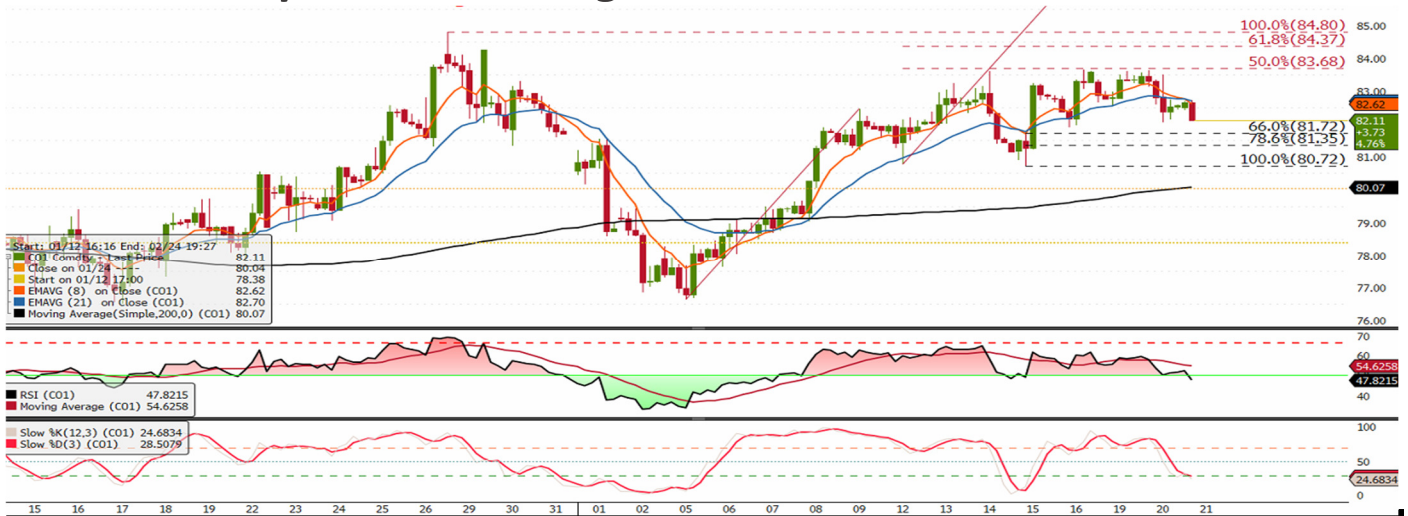 100.0%(84.80)
61.8%(84.37)
50.0%(83.68)
66.0%(81.72)
78.6%(81.35)
100.0%(80.72)
85.00
84.00
83.00
82.62
82.11
+3.73
4.76%
81.00
80.07
79.00
78.00
77.00
76.00
Start: 01/12 16:16 End: 02/24 19:27
CO1 Comdty - Last Price 82.11
Close on 01/24 ---- 80.04
Start on 01/12 17:00 78.38
EMAVG (8) on Close (CO1) 82.62
EMAVG (21) on Close (CO1) 82.70
Moving Average(Simple,200,0) (CO1) 80.07
70
60
54.6258
47.8215
40
RSI (CO1) 47.8215
Moving Average (CO1) 54.6258
Slow %K(12,3) (CO1) 24.6834
Slow %D(3) (CO1) 28.5079
100
50
24.6834
0
15 16 17 18 19 22 23 24 25 26 29 30 31 01 02 05 06 07 08 09 12 13 14 15 16 19 20 21